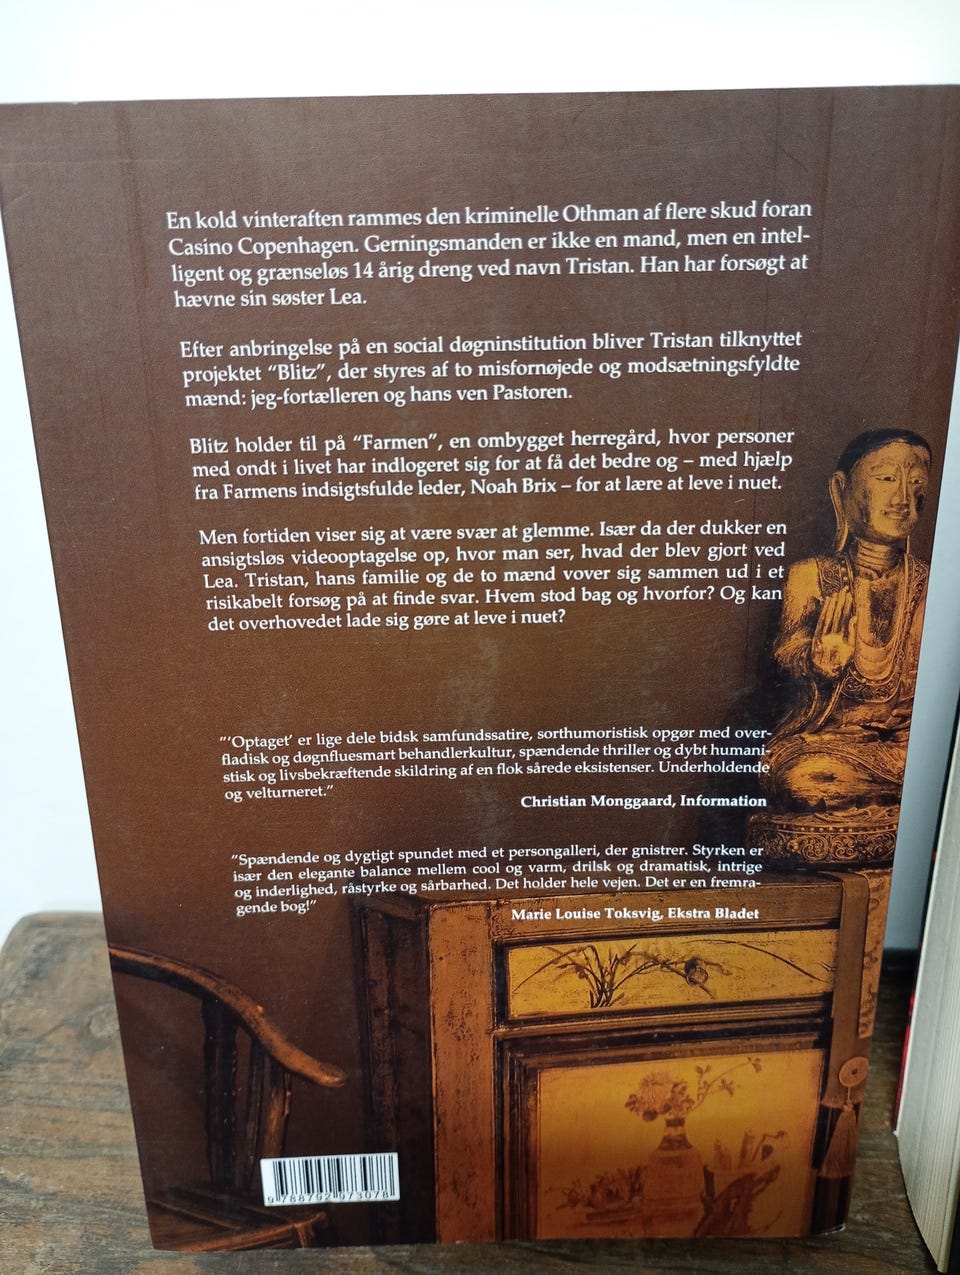 En kold vinteraften rammes den kriminelle Othman af flere skud foran
Casino Copenhagen. Gerningsmanden er ikke en mand, men en intel-
ligent og grænseløs 14 årig dreng ved navn Tristan. Han har forsøgt at
hævne sin søster Lea.
Efter anbringelse på en social døgninstitution bliver Tristan tilknyttet
projektet “Blitz”, der styres af to misfornøjede og modsætningsfyldte
mænd: jeg-fortælleren og hans ven Pastoren.
Blitz holder til på “Farmen”, en ombygget herregård, hvor personer
med ondt i livet har indlogeret sig for at få det bedre og – med hjælp
fra Farmens indsigtsfulde leder, Noah Brix – for at lære at leve i nuet.
Men fortiden viser sig at være svær at glemme. Især da der dukker en
ansigtsløs videooptagelse op, hvor man ser, hvad der blev gjort ved
Lea. Tristan, hans familie og de to mænd vover sig sammen ud i et
risikabelt forsøg på at finde svar. Hvem stod bag og hvorfor? Og kan
det overhovedet lade sig gøre at leve i nuet?
”‘Optaget’ er lige dele bidsk samfundssatire, sorthumoristisk opgør med over-
fladisk og døgnfluesmart behandlerkultur, spændende thriller og dybt humani-
stisk og livsbekræftende skildring af en flok sårede eksistenser. Underholdende
og velturneret.”
Christian Monggaard, Information
”Spændende og dygtigt spundet med et persongalleri, der gnistrer. Styrken er
især den elegante balance mellem cool og varm, drilsk og dramatisk, intrige
og inderlighed, råstyrke og sårbarhed. Det holder hele vejen. Det er en fremra-
gende bog!”
Marie Louise Toksvig, Ekstra Bladet
9 788792 973078